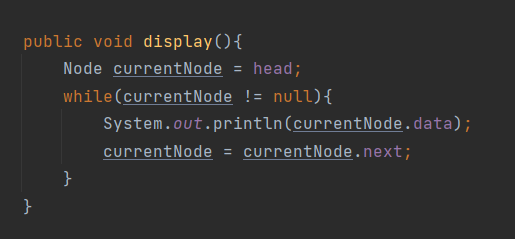 public void display(){
    Node currentNode = head;
    while(currentNode != null){
        System.out.println(currentNode.data);
        currentNode = currentNode.next;
    }
}